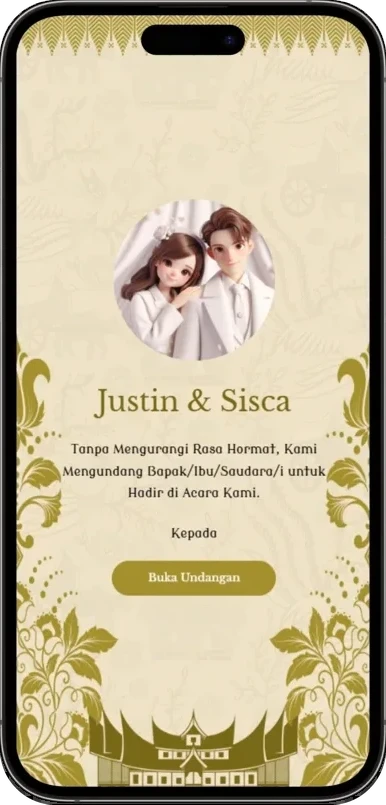 Justin & Sisca
Tanpa Mengurangi Rasa Hormat, Kami
Mengundang Bapak/Ibu/Saudara/i untuk
Hadir di Acara Kami.
Kepada
Buka Undangan